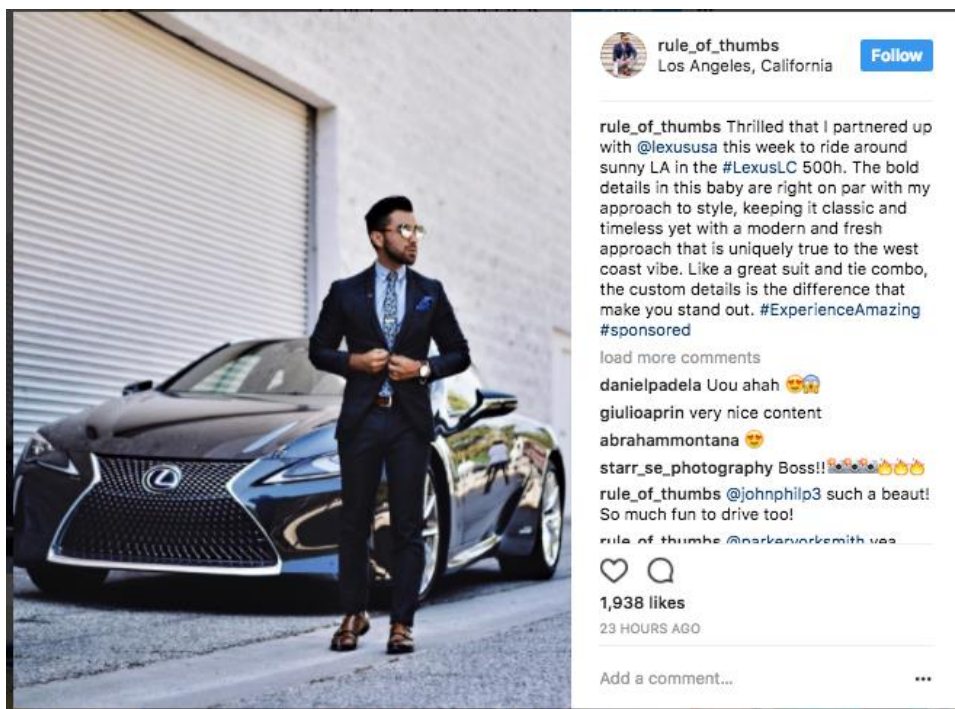 rule_of_thumbs
Los Angeles, California
Follow
rule_of_thumbs Thrilled that I partnered up
with @lexususa this week to ride around
sunny LA in the #LexusLC 500h. The bold
details in this baby are right on par with my
approach to style, keeping it classic and
timeless yet with a modern and fresh
approach that is uniquely true to the west
coast vibe. Like a great suit and tie combo,
the custom details is the difference that
make you stand out. #ExperienceAmazing
#sponsored
load more comments
danielpadela Uou ahah 😍😱
giulioaprin very nice content
abrahammontana 😍
starr_se_photography Boss!!📸📸📸🔥🔥🔥
rule_of_thumbs @johnphilp3 such a beaut!
So much fun to drive too!
rule_of_thumbs @parkeryorksmith yea
1,938 likes
23 HOURS AGO
Add a comment...